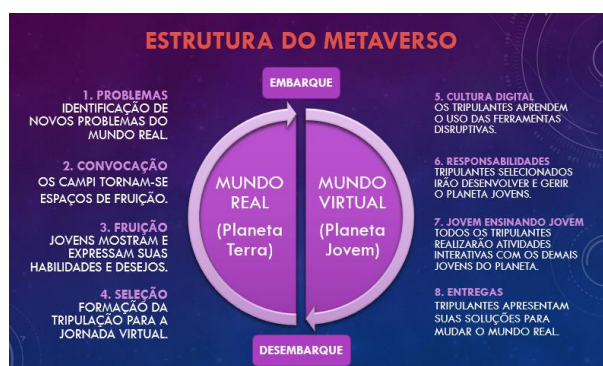 ESTRUTURA DO METAVERSO
EMBARQUE
1. PROBLEMAS
IDENTIFICAÇÃO DE
NOVOS PROBLEMAS DO
MUNDO REAL.
2. CONVOCAÇÃO
OS CAMPI TORNAM-SE
ESPAÇOS DE FRUIÇÃO.
3. FRUIÇÃO
JOVENS MOSTRAM E
EXPRESSAM SUAS
HABILIDADES E DESEJOS.
4. SELEÇÃO
FORMAÇÃO DA
TRIPULAÇÃO PARA A
JORNADA VIRTUAL.
MUNDO
REAL
(Planeta
Terra)
MUNDO
VIRTUAL
(Planeta
Jovem)
5. CULTURA DIGITAL
OS TRIPULANTES APRENDEM
O USO DAS FERRAMENTAS
DISRUPTIVAS.
6. RESPONSABILIDADES
TRIPULANTES SELECIONADOS
IRÃO DESENVOLVER E GERIR
O PLANETA JOVENS.
7. JOVEM ENSINANDO JOVEM
TODOS OS TRIPULANTES
REALIZARÃO ATIVIDADES
INTERATIVAS COM OS DEMAIS
JOVENS DO PLANETA.
8. ENTREGAS
TRIPULANTES APRESENTAM
SUAS SOLUÇÕES PARA
MUDAR O MUNDO REAL.
DESEMBARQUE